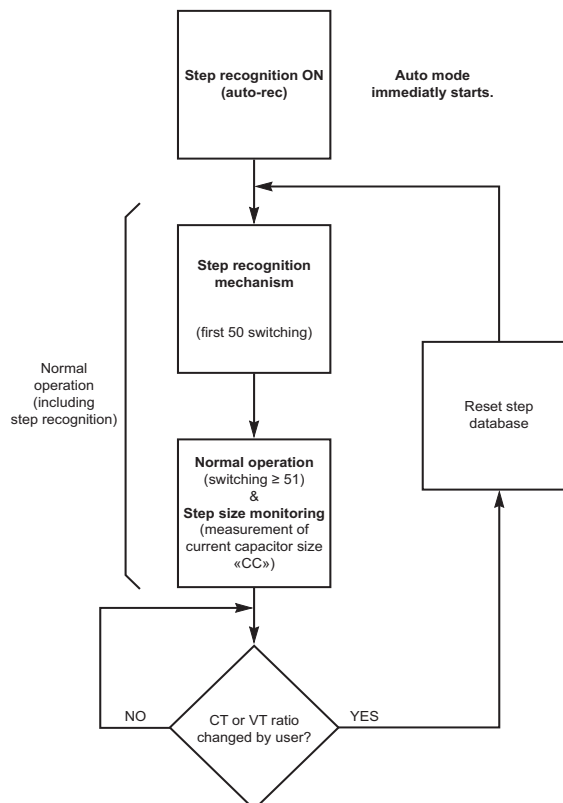 Step recognition ON
(auto-rec)
Auto mode
immediatly starts.
Step recognition
mechanism
(first 50 switching)
Normal
operation
(including
step recognition)
Reset step
database
Normal operation
(switching ≥ 51)
&
Step size monitoring
(measurement of
current capacitor size
«CC»)
NO
CT or VT ratio
changed by user?
YES